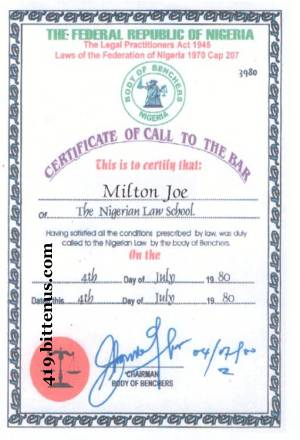 THE FEDERAL REPUBLIC OF NIGERIA
The Legal Practitioners Act 1945
Laws of the Federation of Nigeria 1970 Cap 207
3980
BODY OF BENCHERS
NIGERIA
CERTIFICATE OF CALL TO THE BAR
This is to certify that:
Milton Joe
Of The Nigerian Law School.
Having satisfied all the conditions prescribed by law, was duly
called to the Nigerian Law by the body of Benchers.
On the
4th Day of July 19 80
Dated this 4th Day of July 19 80
CHAIRMAN
BODY OF BENCHERS
419.bittenus.com